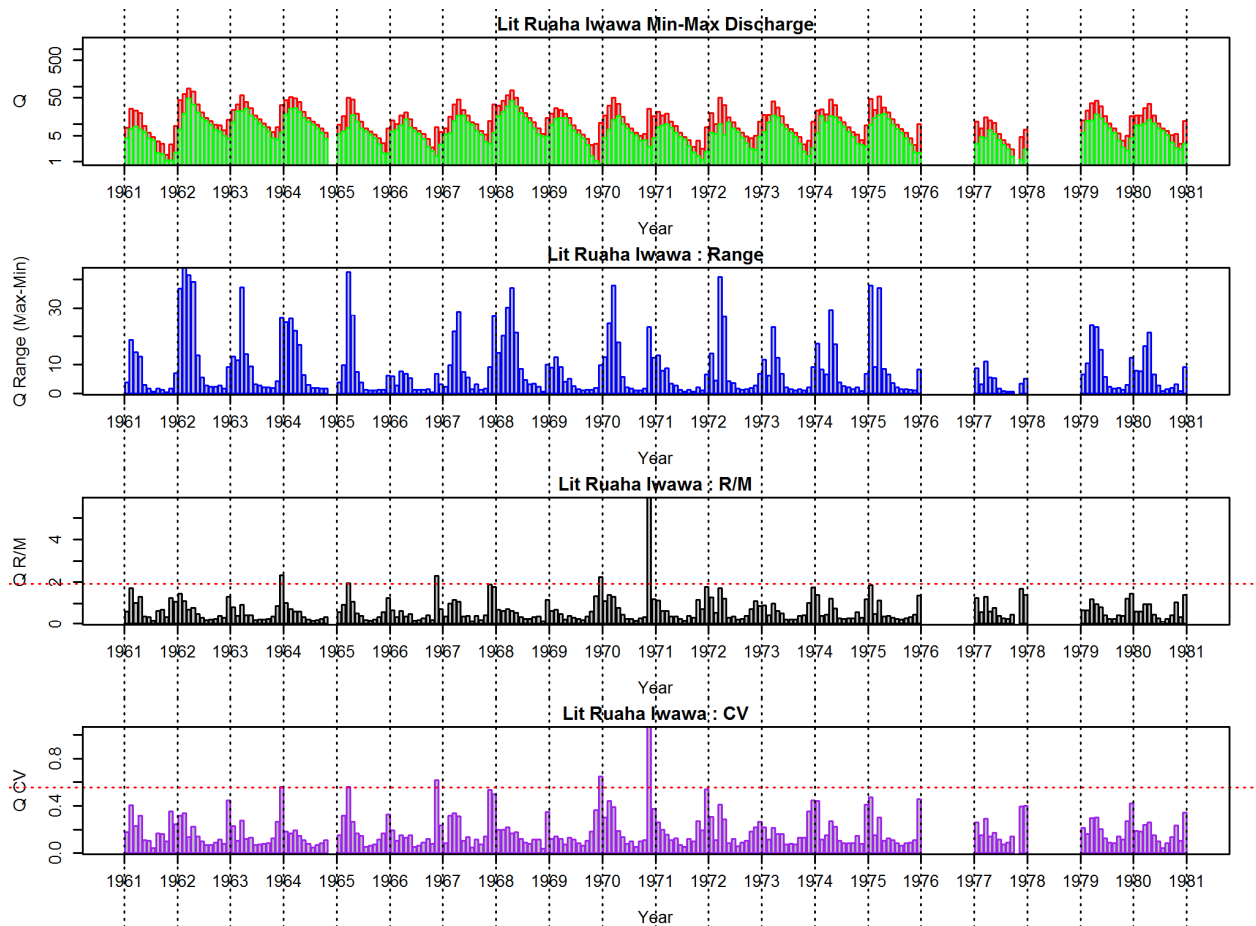 Lit Ruaha Iwawa Min-Max Discharge
Q
500
50
5
1
1961 1962 1963 1964 1965 1966 1967 1968 1969 1970 1971 1972 1973 1974 1975 1976 1977 1978 1979 1980 1981
Year
Lit Ruaha Iwawa : Range
Q Range (Max-Min)
30
10
0
1961 1962 1963 1964 1965 1966 1967 1968 1969 1970 1971 1972 1973 1974 1975 1976 1977 1978 1979 1980 1981
Year
Lit Ruaha Iwawa : R/M
Q R/M
4
2
0
1961 1962 1963 1964 1965 1966 1967 1968 1969 1970 1971 1972 1973 1974 1975 1976 1977 1978 1979 1980 1981
Year
Lit Ruaha Iwawa : CV
Q CV
0.8
0.4
0.0
1961 1962 1963 1964 1965 1966 1967 1968 1969 1970 1971 1972 1973 1974 1975 1976 1977 1978 1979 1980 1981
Year